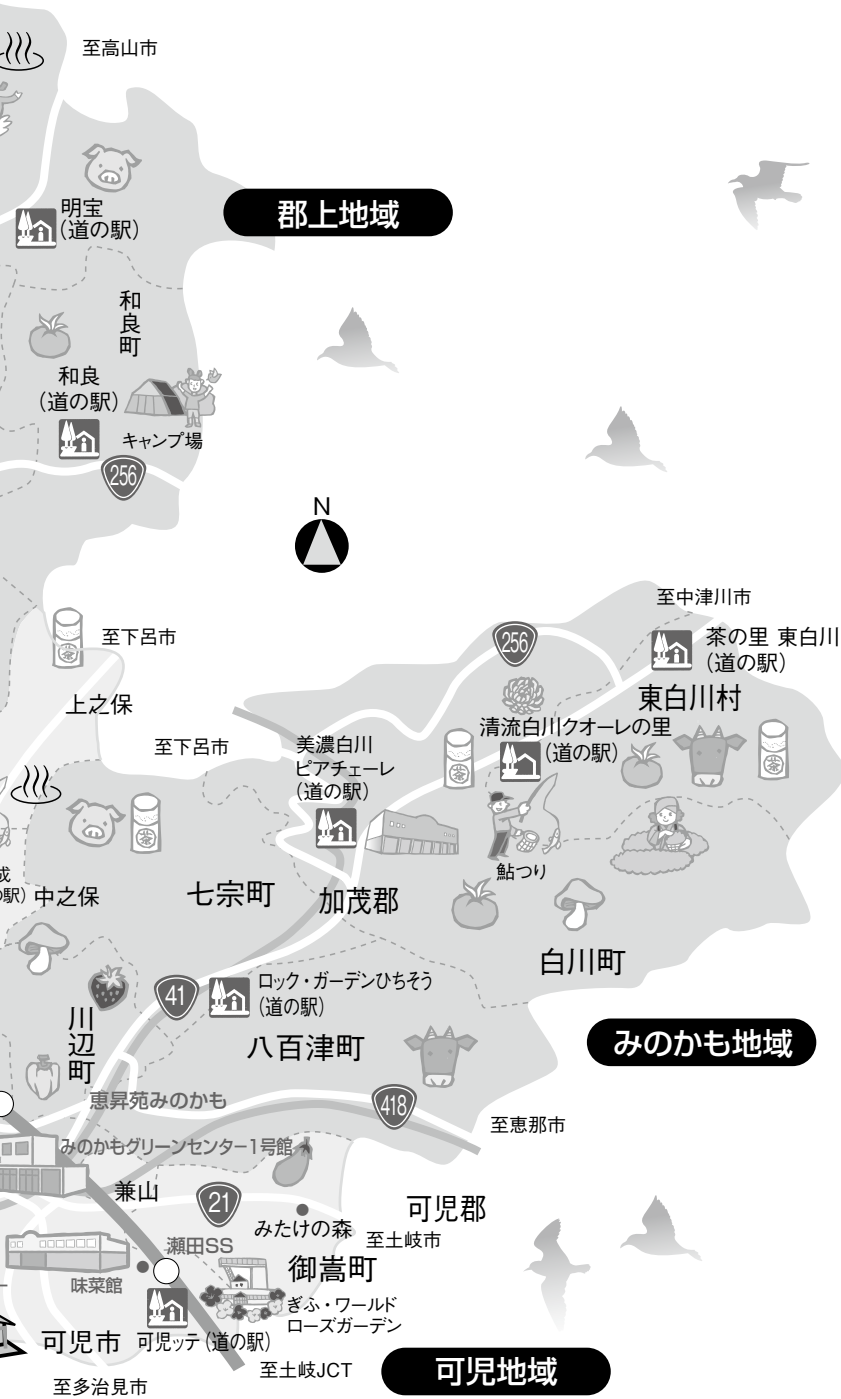 至高山市
明宝
(道の駅)
郡上地域
和良町
和良
(道の駅)
キャンプ場
256
N
至中津川市
256
茶の里 東白川
(道の駅)
東白川村
茶
至下呂市
上之保
至下呂市
美濃白川
ピアチェーレ
(道の駅)
茶
清流白川クオーレの里
(道の駅)
茶
茶
鮎つり
中之保
七宗町
加茂郡
白川町
41
ロック・ガーデンひちそう
(道の駅)
川辺町
八百津町
みのかも地域
恵昇苑みのかも
418
至恵那市
みのかもグリーンセンター1号館
兼山
21
みたけの森
可児郡
至土岐市
瀬田SS
味菜館
御嵩町
ぎふ・ワールド
ローズガーデン
可児市
可児ッテ(道の駅)
至土岐JCT
可児地域
至多治見市